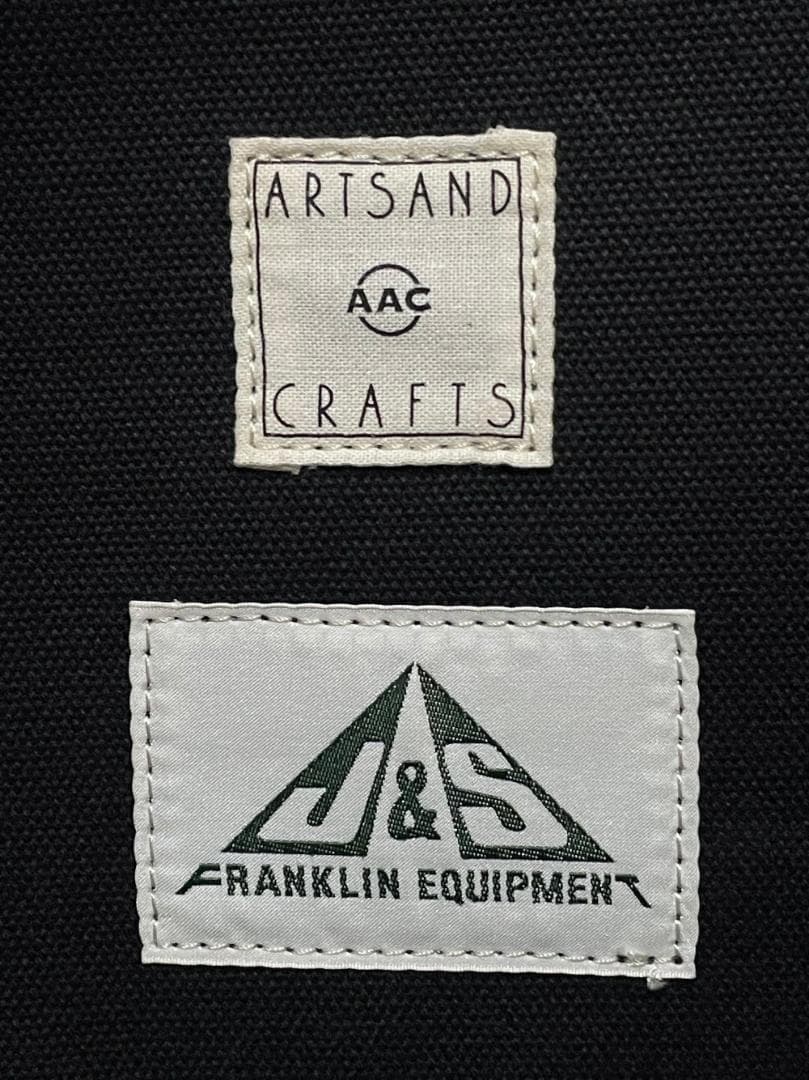 ARTSAND
AAC
CRAFTS
J&S
FRANKLIN EQUIPMENT